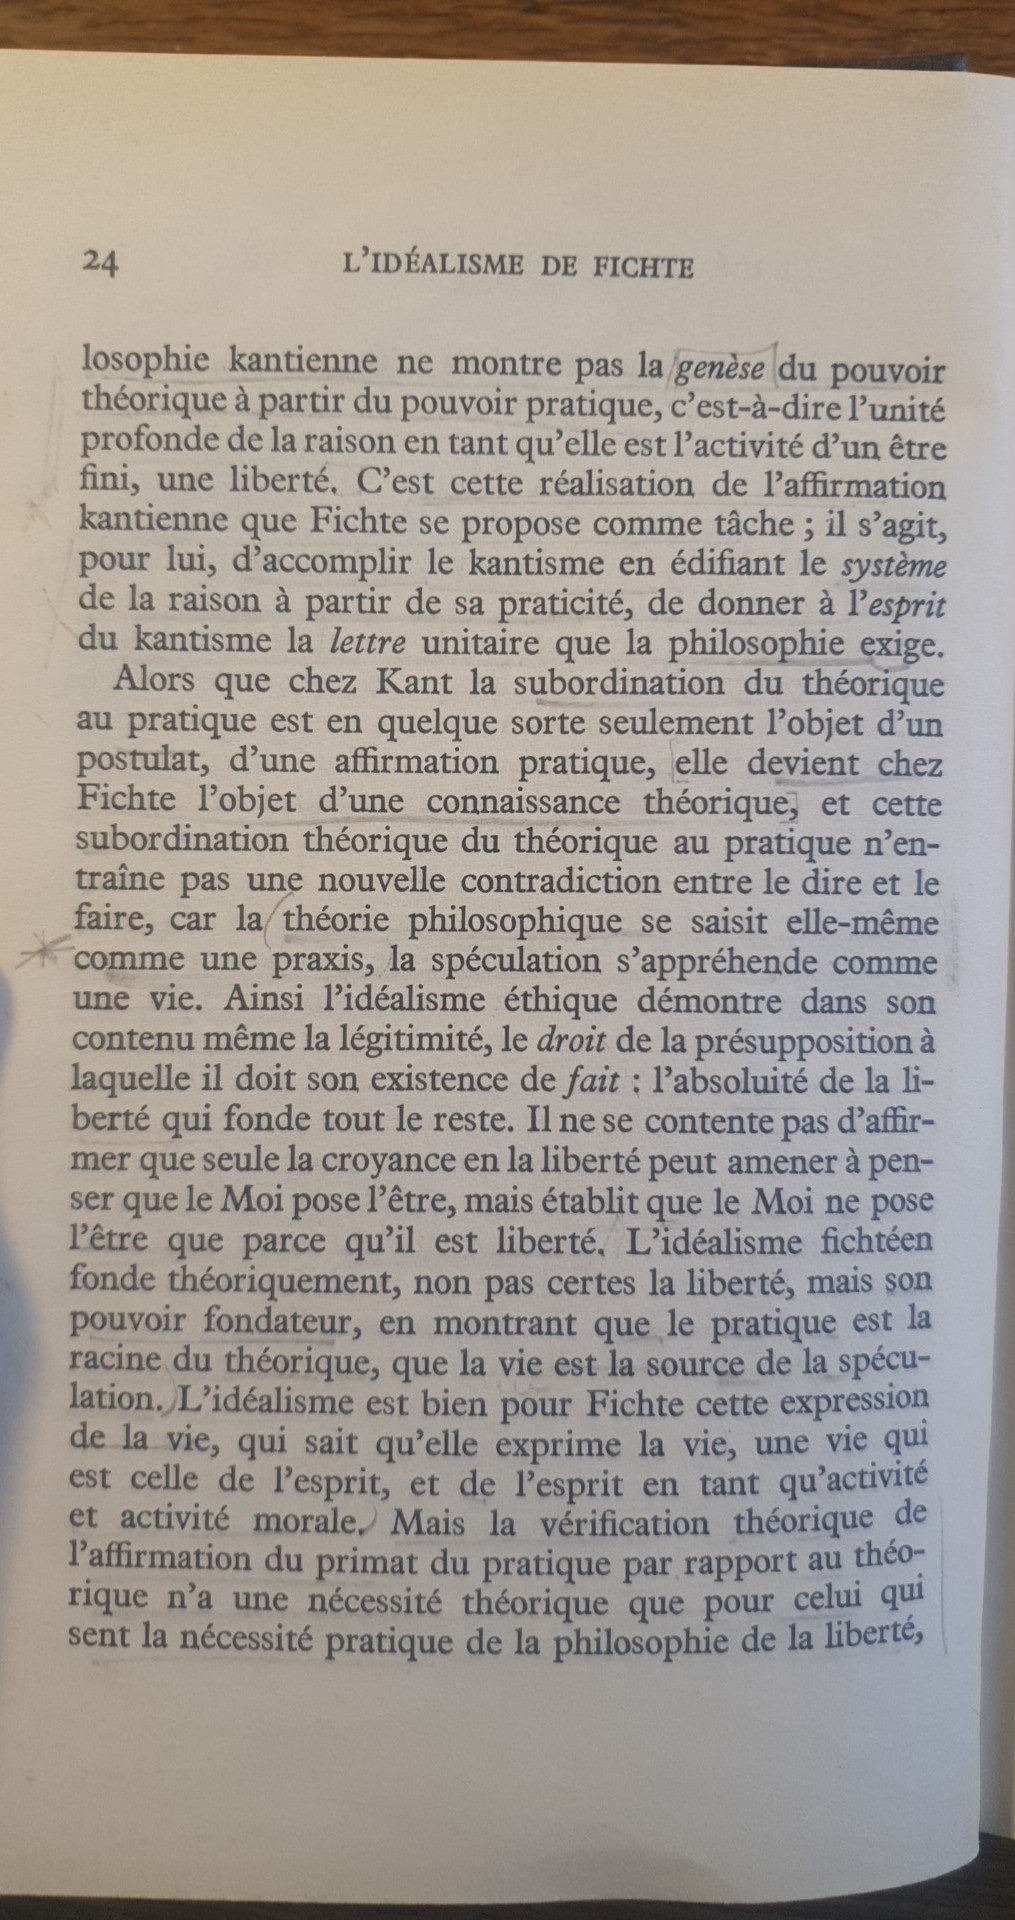 24
L'IDÉALISME DE FICHTE
losophie kantienne ne montre pas la genèse du pouvoir
théorique à partir du pouvoir pratique, c'est-à-dire l'unité
profonde de la raison en tant qu'elle est l'activité d'un être
fini, une liberté. C'est cette réalisation de l'affirmation
kantienne que Fichte se propose comme tâche ; il s'agit,
pour lui, d'accomplir le kantisme en édifiant le système
de la raison à partir de sa praticité, de donner à l'esprit
du kantisme la lettre unitaire que la philosophie exige.
Alors que chez Kant la subordination du théorique
au pratique est en quelque sorte seulement l'objet d'un
postulat, d'une affirmation pratique, elle devient chez
Fichte l'objet d'une connaissance théorique, et cette
subordination théorique du théorique au pratique n'en-
traîne pas une nouvelle contradiction entre le dire et le
faire, car la théorie philosophique se saisit elle-même
comme une praxis, la spéculation s'appréhende comme
une vie. Ainsi l'idéalisme éthique démontre dans son
contenu même la légitimité, le droit de la présupposition à
laquelle il doit son existence de fait : l'absoluité de la li-
berté qui fonde tout le reste. Il ne se contente pas d'affir-
mer que seule la croyance en la liberté peut amener à pen-
ser que le Moi pose l'être, mais établit que le Moi ne pose
l'être que parce qu'il est liberté. L'idéalisme fichtéen
fonde théoriquement, non pas certes la liberté, mais son
pouvoir fondateur, en montrant que le pratique est la
racine du théorique, que la vie est la source de la spécu-
lation. L'idéalisme est bien pour Fichte cette expression
de la vie, qui sait qu'elle exprime la vie, une vie qui
est celle de l'esprit, et de l'esprit en tant qu'activité
et activité morale. Mais la vérification théorique de
l'affirmation du primat du pratique par rapport au théo-
rique n'a une nécessité théorique que pour celui qui
sent la nécessité pratique de la philosophie de la liberté,